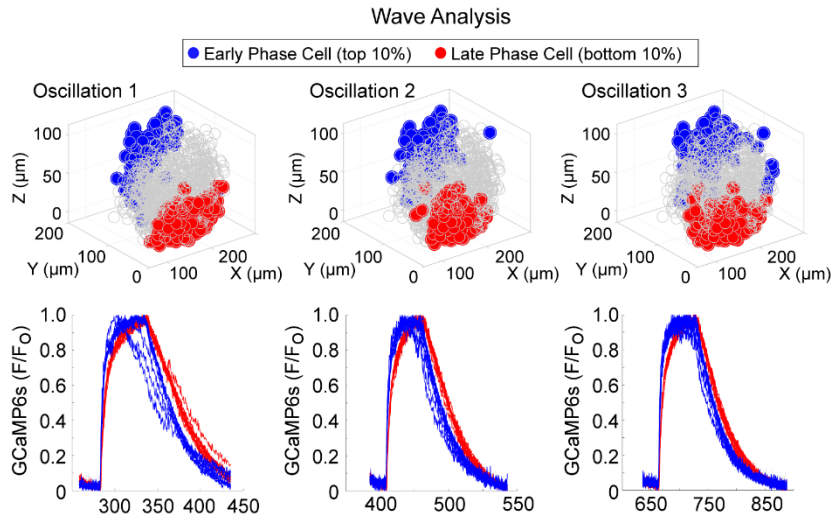 Wave Analysis
Early Phase Cell (top 10%) Late Phase Cell (bottom 10%)
Oscillation 1 Oscillation 2 Oscillation 3
Z (µm) 100 50 0 200 100 0 Y (µm) 100 200 X (µm)
Z (µm) 100 50 0 200 100 0 Y (µm) 100 200 X (µm)
Z (µm) 100 50 0 200 100 0 Y (µm) 100 200 X (µm)
GCaMP6s (F/FO) 1.0 0.8 0.6 0.4 0.2 0 300 350 400 450
GCaMP6s (F/FO) 1.0 0.8 0.6 0.4 0.2 0 400 500 550
GCaMP6s (F/FO) 1.0 0.8 0.6 0.4 0.2 0 650 750 850